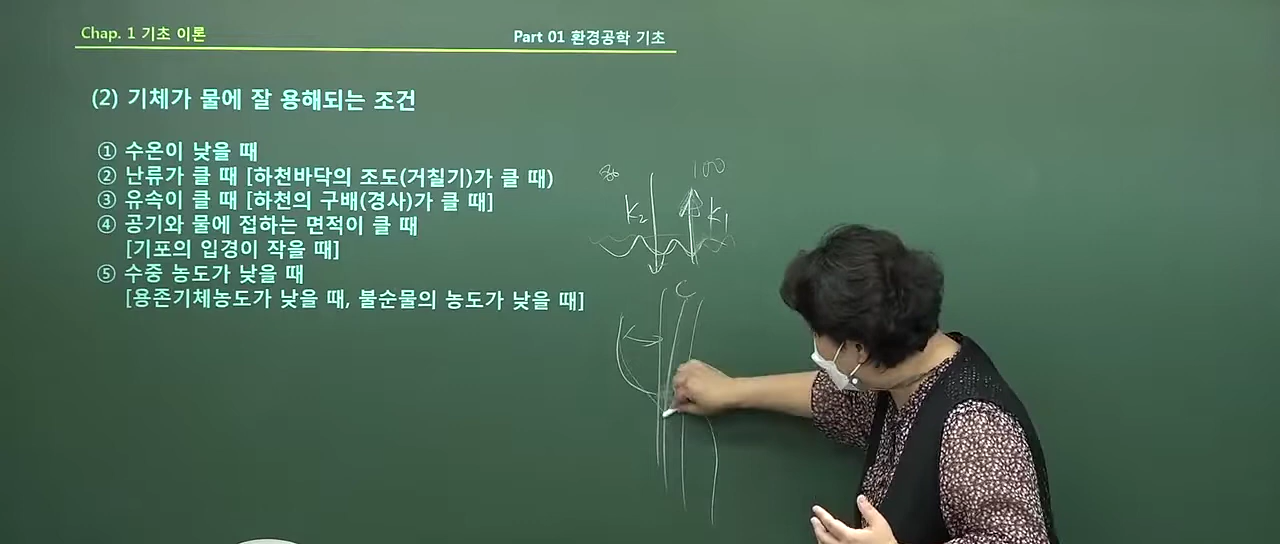 Chap. 1 기초 이론
Part 01 환경공학 기초
(2) 기체가 물에 잘 용해되는 조건
① 수온이 낮을 때
② 난류가 클 때 [하천바닥의 조도(거칠기)가 클 때)
③ 유속이 클 때 [하천의 구배(경사)가 클 때]
④ 공기와 물에 접하는 면적이 클 때
[기포의 입경이 작을 때]
⑤ 수중 농도가 낮을 때
[용존기체농도가 낮을 때, 불순물의 농도가 낮을 때]
100
K₂ K₁
C